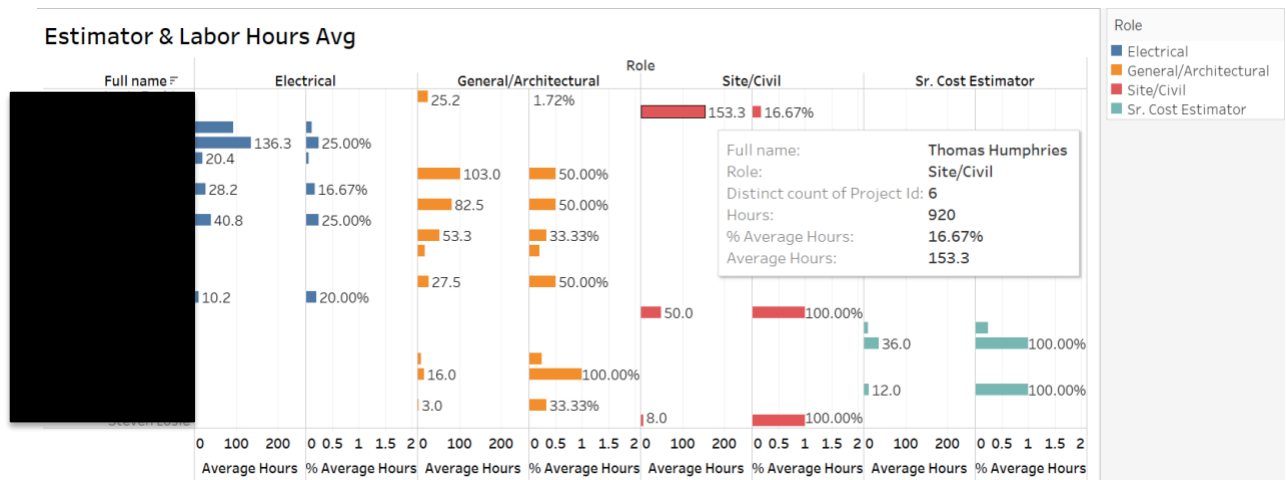 Estimator & Labor Hours Avg
Role
Full name Electrical General/Architectural Site/Civil Sr. Cost Estimator
25.2 1.72%
153.3 16.67%
136.3 25.00%
20.4
103.0 50.00%
28.2 16.67%
82.5 50.00%
40.8 25.00%
53.3 33.33%
27.5 50.00%
10.2 20.00%
50.0 100.00%
36.0 100.00%
16.0 100.00%
12.0 100.00%
3.0 33.33%
8.0 100.00%
Full name: Thomas Humphries
Role: Site/Civil
Distinct count of Project Id: 6
Hours: 920
% Average Hours: 16.67%
Average Hours: 153.3
0 100 200 0 0.5 1 1.5 2 0 100 200 0 0.5 1 1.5 2 0 100 200 0 0.5 1 1.5 2 0 100 200 0 0.5 1 1.5 2
Average Hours % Average Hours Average Hours % Average Hours Average Hours % Average Hours Average Hours % Average Hours
Role
Electrical
General/Architectural
Site/Civil
Sr. Cost Estimator